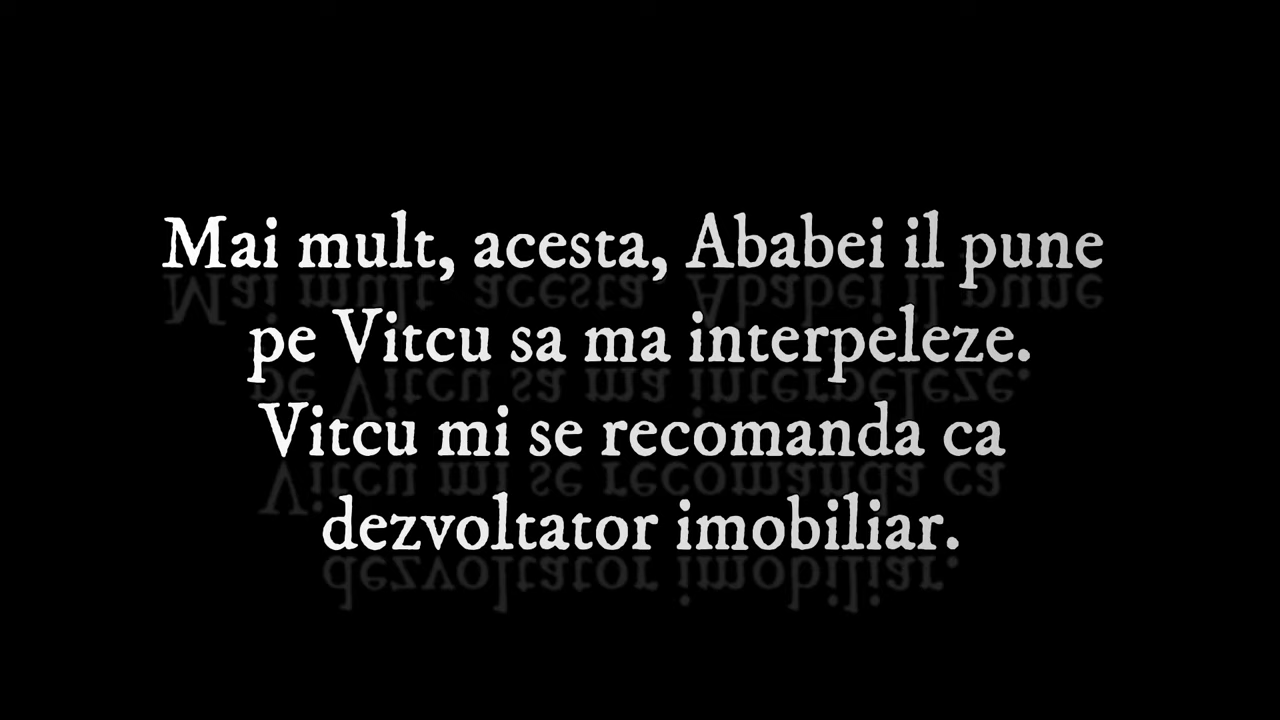 Mai mult, acesta, Ababei il pune
pe Vitcu sa ma interpeleze.
Vitcu mi se recomanda ca
dezvoltator imobiliar.